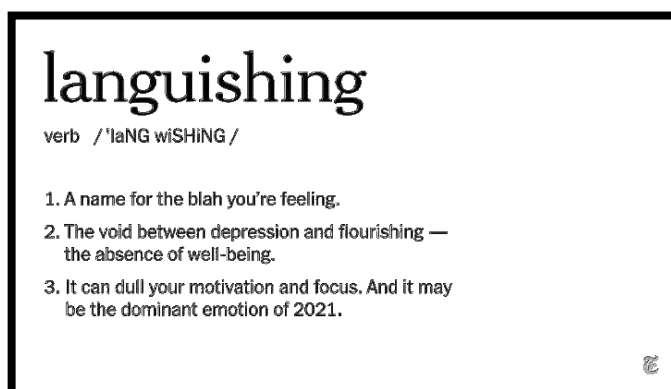 languishing
verb /'laNG wiSHiNG /
1. A name for the blah you're feeling.
2. The void between depression and flourishing —
the absence of well-being.
3. It can dull your motivation and focus. And it may
be the dominant emotion of 2021.
T